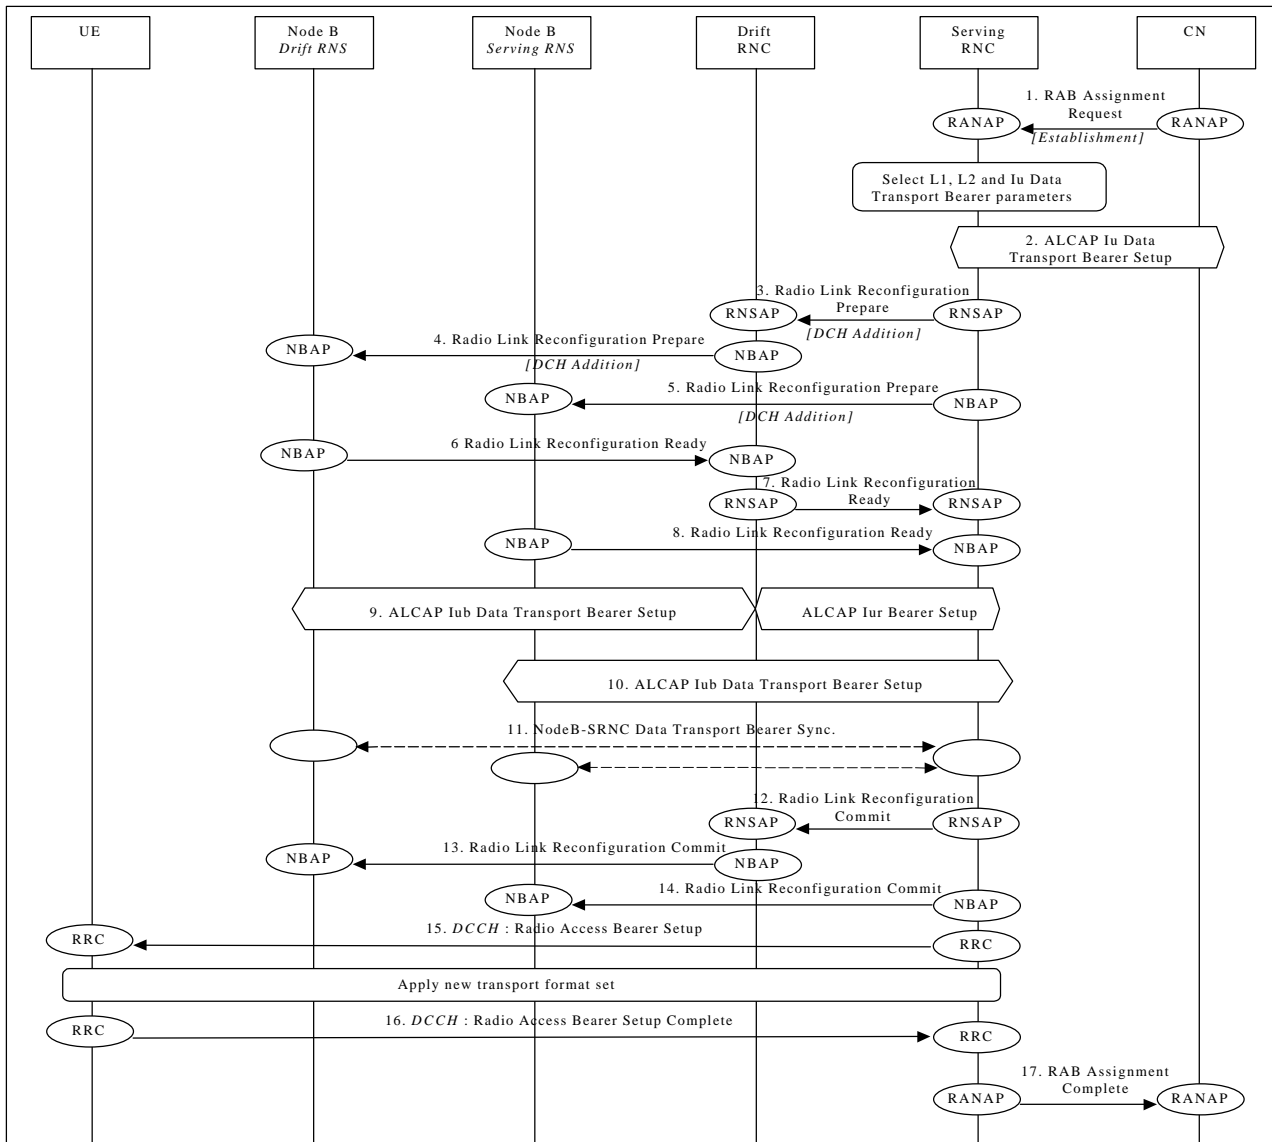 UE
Node B
Drift RNS
Node B
Serving RNS
Drift
RNC
Serving
RNC
CN
1. RAB Assignment
Request
[Establishment]
RANAP
RANAP
Select L1, L2 and Iu Data
Transport Bearer parameters
2. ALCAP Iu Data
Transport Bearer Setup
3. Radio Link Reconfiguration
Prepare
RNSAP
RNSAP
[DCH Addition]
NBAP
4. Radio Link Reconfiguration Prepare
NBAP
[DCH Addition]
NBAP
5. Radio Link Reconfiguration Prepare
NBAP
[DCH Addition]
NBAP
6 Radio Link Reconfiguration Ready
NBAP
7. Radio Link Reconfiguration
Ready
RNSAP
RNSAP
NBAP
8. Radio Link Reconfiguration Ready
NBAP
9. ALCAP Iub Data Transport Bearer Setup
ALCAP Iur Bearer Setup
10. ALCAP Iub Data Transport Bearer Setup
11. NodeB-SRNC Data Transport Bearer Sync.
12. Radio Link Reconfiguration
Commit
RNSAP
RNSAP
NBAP
13. Radio Link Reconfiguration Commit
NBAP
NBAP
14. Radio Link Reconfiguration Commit
NBAP
RRC
15. DCCH : Radio Access Bearer Setup
RRC
Apply new transport format set
RRC
16. DCCH : Radio Access Bearer Setup Complete
RRC
17. RAB Assignment
Complete
RANAP
RANAP